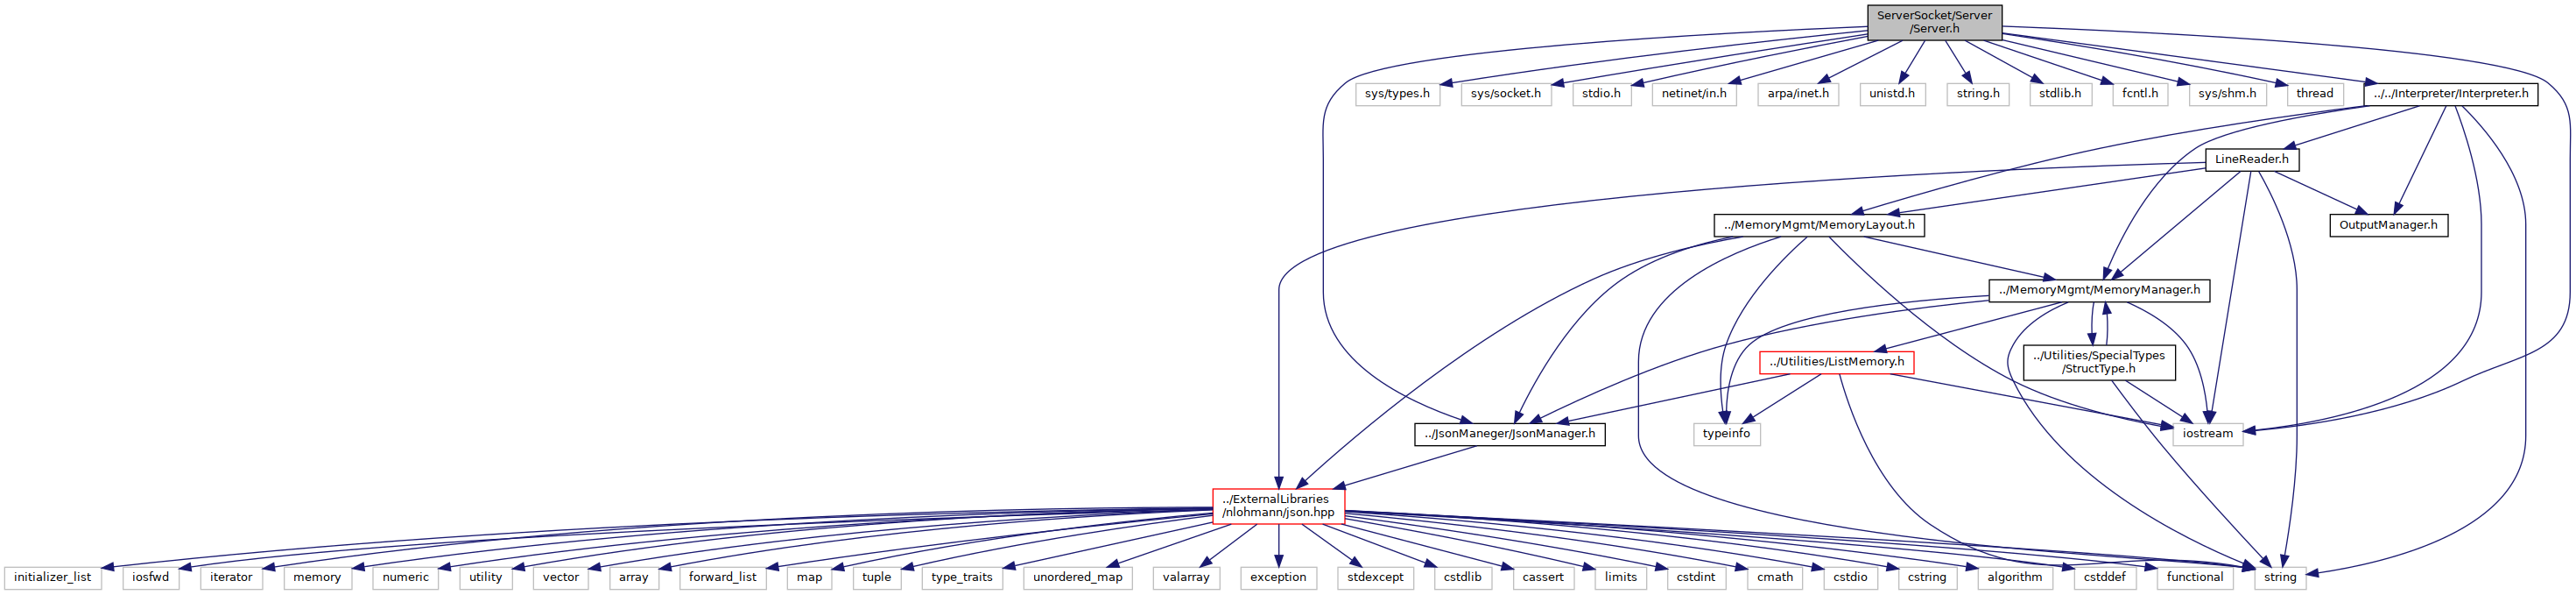 ServerSocket/Server
/Server.h
sys/types.h
sys/socket.h
stdio.h
netinet/in.h
arpa/inet.h
unistd.h
string.h
stdlib.h
fcntl.h
sys/shm.h
thread
../../Interpreter/Interpreter.h
LineReader.h
../MemoryMgmt/MemoryLayout.h
OutputManager.h
../MemoryMgmt/MemoryManager.h
../Utilities/ListMemory.h
../Utilities/SpecialTypes
/StructType.h
../JsonManeger/JsonManager.h
typeinfo
iostream
../ExternalLibraries
/nlohmann/json.hpp
initializer_list
iosfwd
iterator
memory
numeric
utility
vector
array
forward_list
map
tuple
type_traits
unordered_map
valarray
exception
stdexcept
cstdlib
cassert
limits
cstdint
cmath
cstdio
cstring
algorithm
cstddef
functional
string